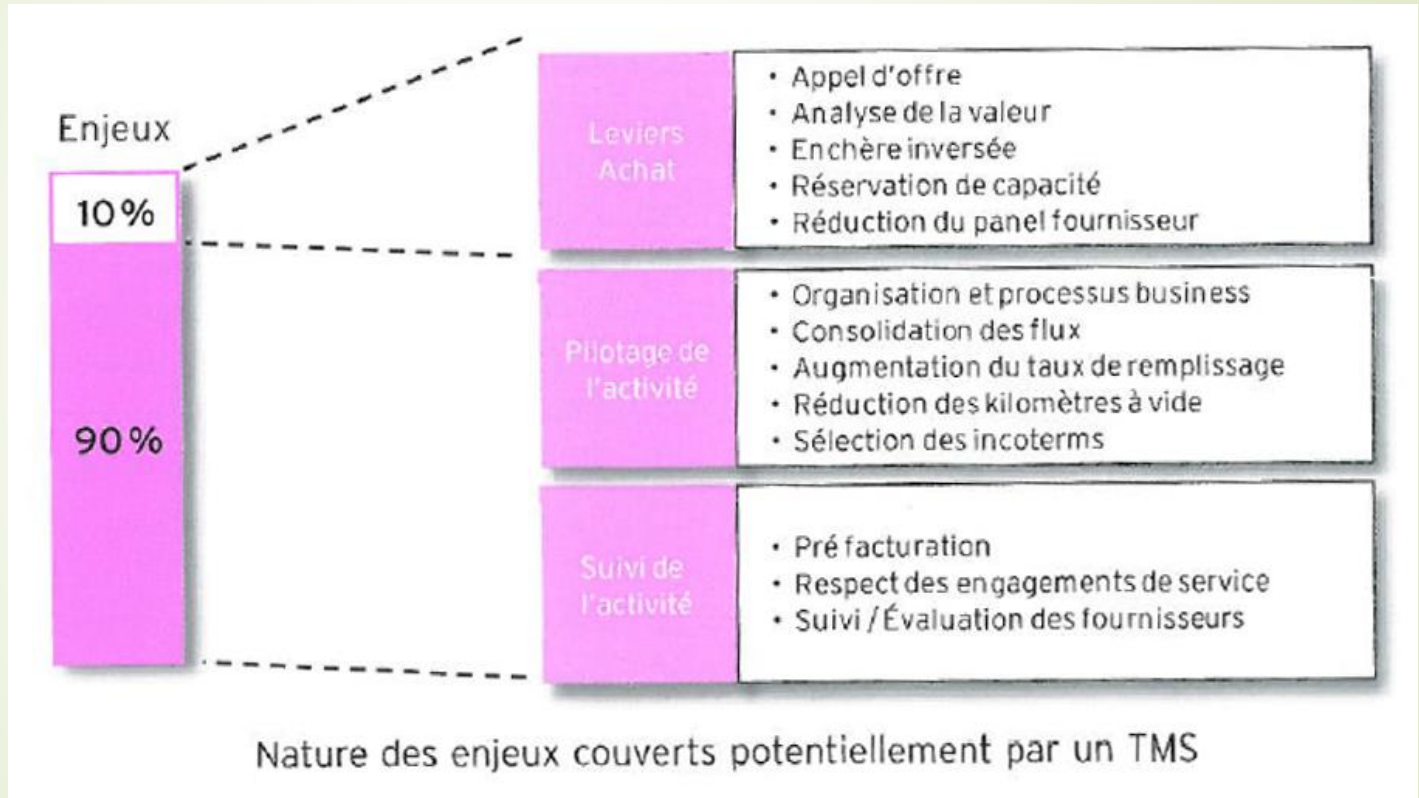 Enjeux
10%
90%
Leviers
Achat
• Appel d'offre
• Analyse de la valeur
• Enchère inversée
• Réservation de capacité
• Réduction du panel fournisseur
Pilotage de
l'activité
• Organisation et processus business
• Consolidation des flux
• Augmentation du taux de remplissage
• Réduction des kilomètres à vide
• Sélection des incoterms
Suivi de
l'activité
• Pré facturation
• Respect des engagements de service
• Suivi / Évaluation des fournisseurs
Nature des enjeux couverts potentiellement par un TMS